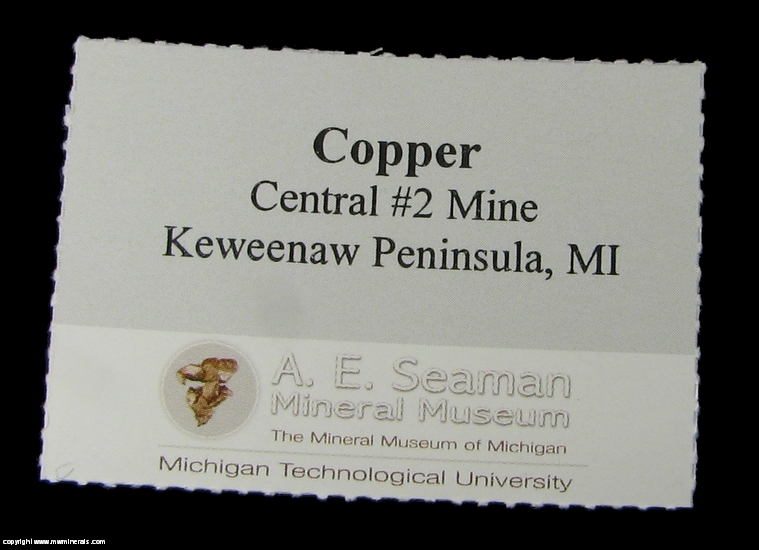 Copper
Central #2 Mine
Keweenaw Peninsula, MI
A. E. Seaman
Mineral Museum
The Mineral Museum of Michigan
Michigan Technological University
copyright www.mwminerals.com